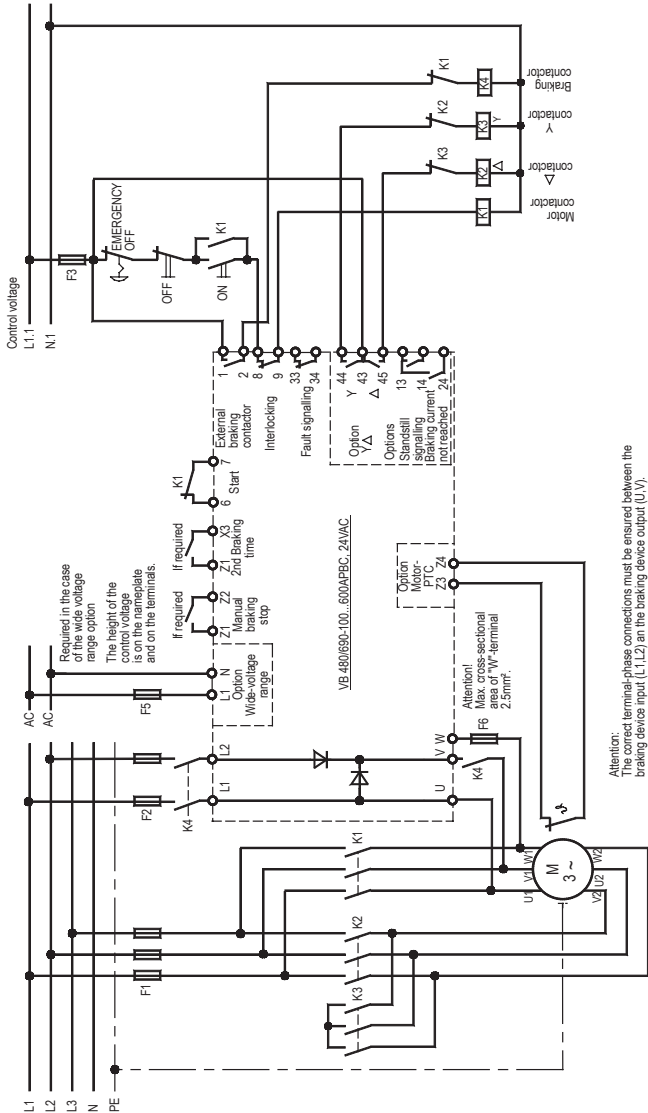 Control voltage
L1.1
N.1
F3
EMERGENCY
OFF
OFF
K1
ON
K1
K4
Braking
contactor
K2
K3
Y
Y
contactor
K3
K2
Δ
Δ
contactor
K1
Motor
contactor
Required in the case
of the wide voltage
range option
The height of the
control voltage
is on the nameplate
and on the terminals.
AC
AC
F5
L1
N
Option
Wide-voltage
range
If required
Z1
Z2
Manual
braking
stop
If required
Z1
X3
2nd Braking
time
K1
6
7
Start
1
2
8
9
33
34
External
braking
contactor
Interlocking
Fault signalling
44
43
45
13
14
24
Y
Δ
Option
YΔ
Options
Standstill
signalling
Braking current
not reached
VB 480/690-100...600APBC, 24VAC
Option
Motor-
PTC
Z3
Z4
Attention!
Max. cross-sectional
area of "W"-terminal
2.5mm².
F6
L1
L2
L3
N
PE
F1
F2
K4
L1
L2
U
V
W
K4
K3
K2
K1
U1
V1
W1
M
3 ~
V2
U2
W2
ϑ
Attention:
The correct terminal-phase connections must be ensured between the
braking device input (L1,L2) an the braking device output (U,V).